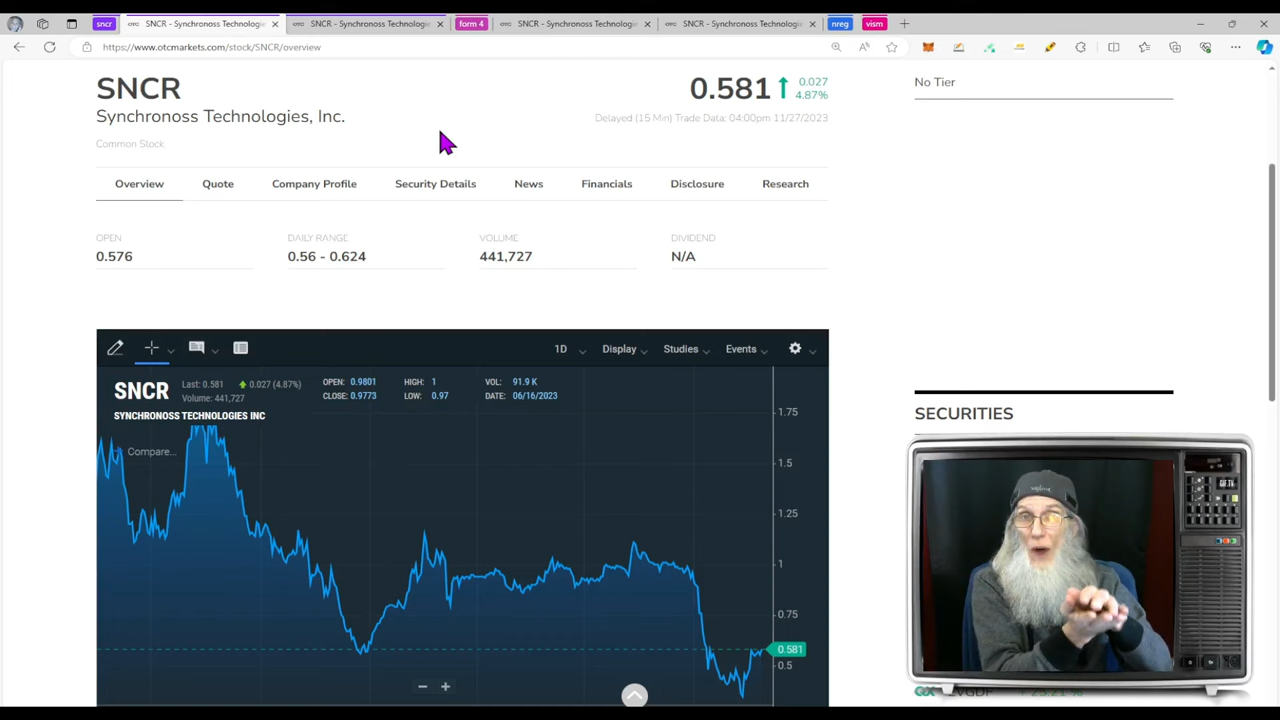 sncr
SNCR - Synchronoss Technologies
SNCR - Synchronoss Technologies
form 4
SNCR - Synchronoss Technologies
SNCR - Synchronoss Technologies
nreg
vism
https://www.otcmarkets.com/stock/SNCR/overview
SNCR
0.581
0.027
4.87%
No Tier
Synchronoss Technologies, Inc.
Delayed (15 Min) Trade Data: 04:00pm 11/27/2023
Common Stock
Overview
Quote
Company Profile
Security Details
News
Financials
Disclosure
Research
OPEN
DAILY RANGE
VOLUME
DIVIDEND
0.576
0.56 - 0.624
441,727
N/A
1D
Display
Studies
Events
SNCR
Last: 0.581
0.027 (4.87%)
Volume: 441,727
OPEN: 0.9801
HIGH: 1
VOL: 91.9 K
CLOSE: 0.9773
LOW: 0.97
DATE: 06/16/2023
SYNCHRONOSS TECHNOLOGIES INC
Compare...
1.75
1.5
1.25
1
0.75
0.581
0.5
SECURITIES
GIF.TV